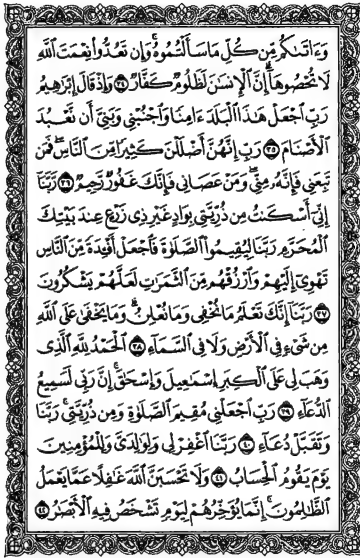 وَءَاتَىٰكُم مِّن كُلِّ مَا سَأَلْتُمُوهُ ۚ وَإِن تَعُدُّوا۟ نِعْمَتَ ٱللَّهِ
لَا تُحْصُوهَآ ۗ إِنَّ ٱلْإِنسَٰنَ لَظَلُومٌ كَفَّارٌ ٣٤ وَإِذْ قَالَ إِبْرَٰهِيمُ
رَبِّ ٱجْعَلْ هَٰذَا ٱلْبَلَدَ ءَامِنًا وَٱجْنُبْنِى وَبَنِىَّ أَن نَّعْبُدَ
ٱلْأَصْنَامَ ٣٥ رَبِّ إِنَّهُنَّ أَضْلَلْنَ كَثِيرًا مِّنَ ٱلنَّاسِ ۖ فَمَن
تَبِعَنِى فَإِنَّهُۥ مِنِّى ۖ وَمَنْ عَصَانِى فَإِنَّكَ غَفُورٌ رَّحِيمٌ ٣٦ رَّبَّنَآ
إِنِّىٓ أَسْكَنتُ مِن ذُرِّيَّتِى بِوَادٍ غَيْرِ ذِى زَرْعٍ عِندَ بَيْتِكَ
ٱلْمُحَرَّمِ رَبَّنَا لِيُقِيمُوا۟ ٱلصَّلَوٰةَ فَٱجْعَلْ أَفْـِٔدَةً مِّنَ ٱلنَّاسِ
تَهْوِىٓ إِلَيْهِمْ وَٱرْزُقْهُم مِّنَ ٱلثَّمَرَٰتِ لَعَلَّهُمْ يَشْكُرُونَ
٣٧ رَبَّنَآ إِنَّكَ تَعْلَمُ مَا نُخْفِى وَمَا نُعْلِنُ ۗ وَمَا يَخْفَىٰ عَلَى ٱللَّهِ
مِن شَىْءٍ فِى ٱلْأَرْضِ وَلَا فِى ٱلسَّمَآءِ ٣٨ ٱلْحَمْدُ لِلَّهِ ٱلَّذِى
وَهَبَ لِى عَلَى ٱلْكِبَرِ إِسْمَٰعِيلَ وَإِسْحَٰقَ ۚ إِنَّ رَبِّى لَسَمِيعُ
ٱلدُّعَآءِ ٣٩ رَبِّ ٱجْعَلْنِى مُقِيمَ ٱلصَّلَوٰةِ وَمِن ذُرِّيَّتِى ۚ رَبَّنَا
وَتَقَبَّلْ دُعَآءِ ٤٠ رَبَّنَا ٱغْفِرْ لِى وَلِوَٰلِدَىَّ وَلِلْمُؤْمِنِينَ
يَوْمَ يَقُومُ ٱلْحِسَابُ ٤١ وَلَا تَحْسَبَنَّ ٱللَّهَ غَٰفِلًا عَمَّا يَعْمَلُ
ٱلظَّٰلِمُونَ ۚ إِنَّمَا يُؤَخِّرُهُمْ لِيَوْمٍ تَشْخَصُ فِيهِ ٱلْأَبْصَٰرُ ٤٢